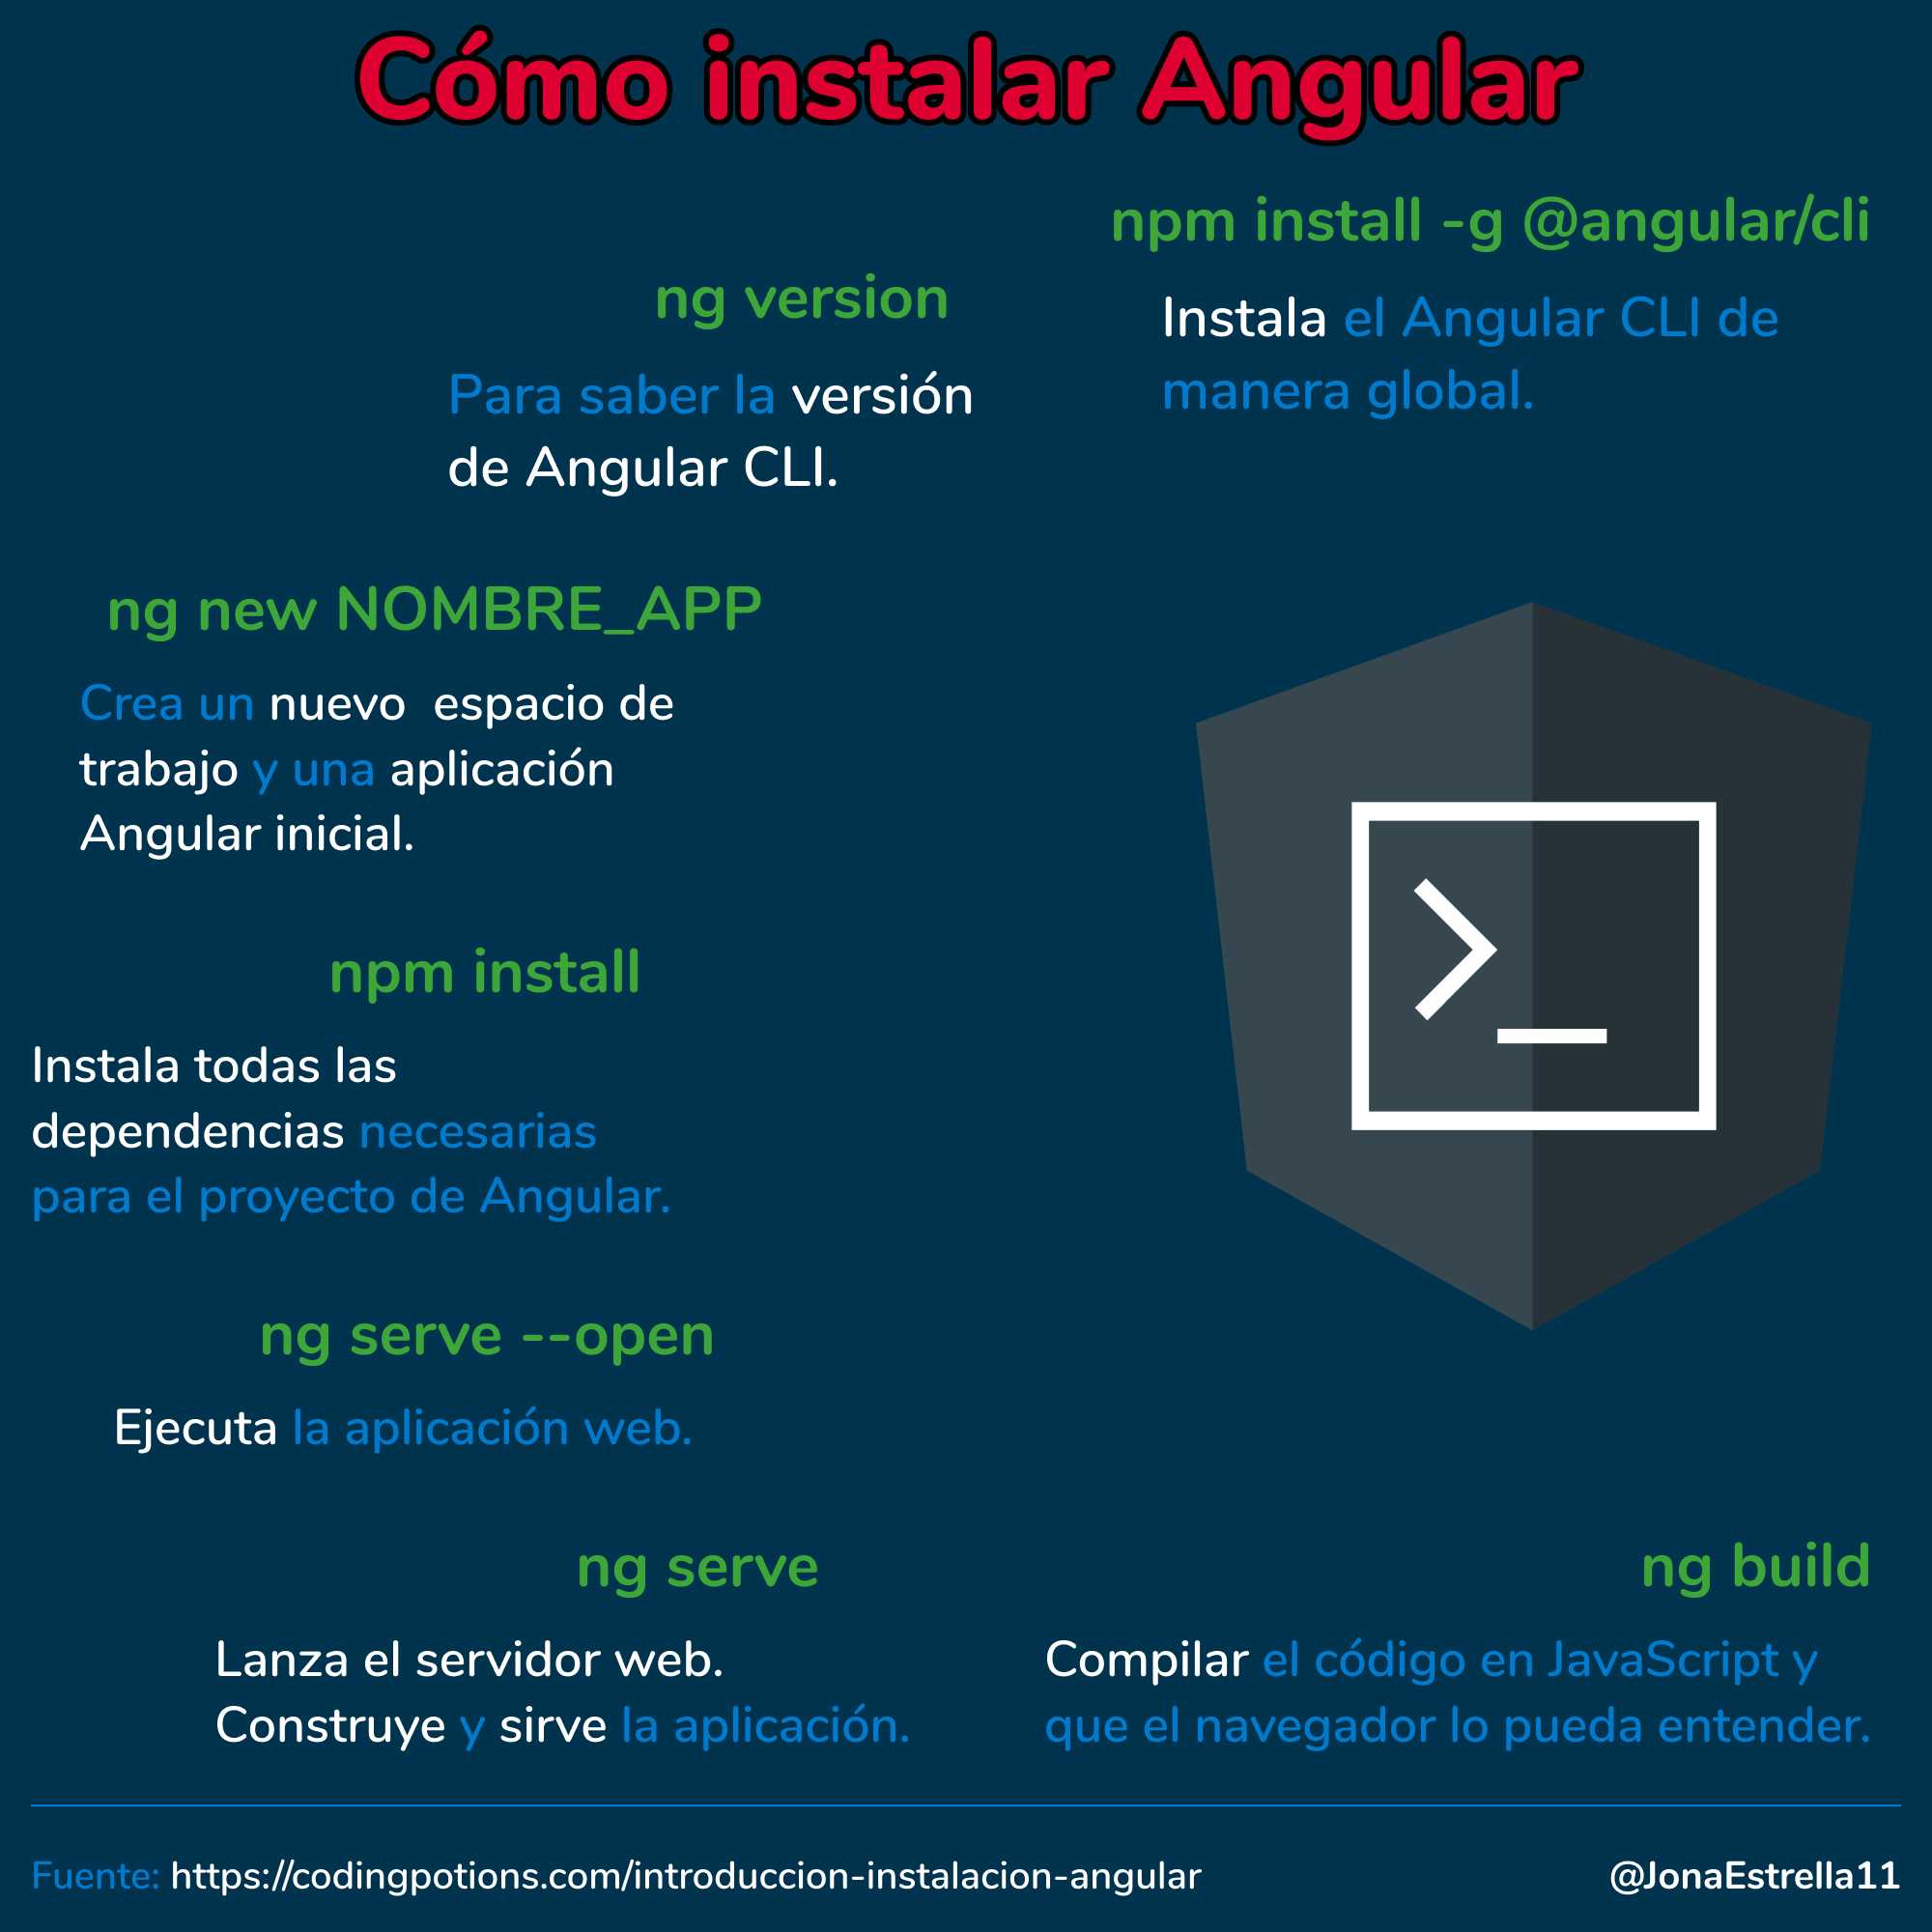 Cómo instalar Angular
npm install -g @angular/cli
Instala el Angular CLI de
manera global.
ng version
Para saber la versión
de Angular CLI.
ng new NOMBRE_APP
Crea un nuevo  espacio de
trabajo y una aplicación
Angular inicial.
npm install
Instala todas las
dependencias necesarias
para el proyecto de Angular.
ng serve --open
Ejecuta la aplicación web.
ng serve
Lanza el servidor web.
Construye y sirve la aplicación.
ng build
Compilar el código en JavaScript y
que el navegador lo pueda entender.
>_
Fuente: https://codingpotions.com/introduccion-instalacion-angular
@JonaEstrella11